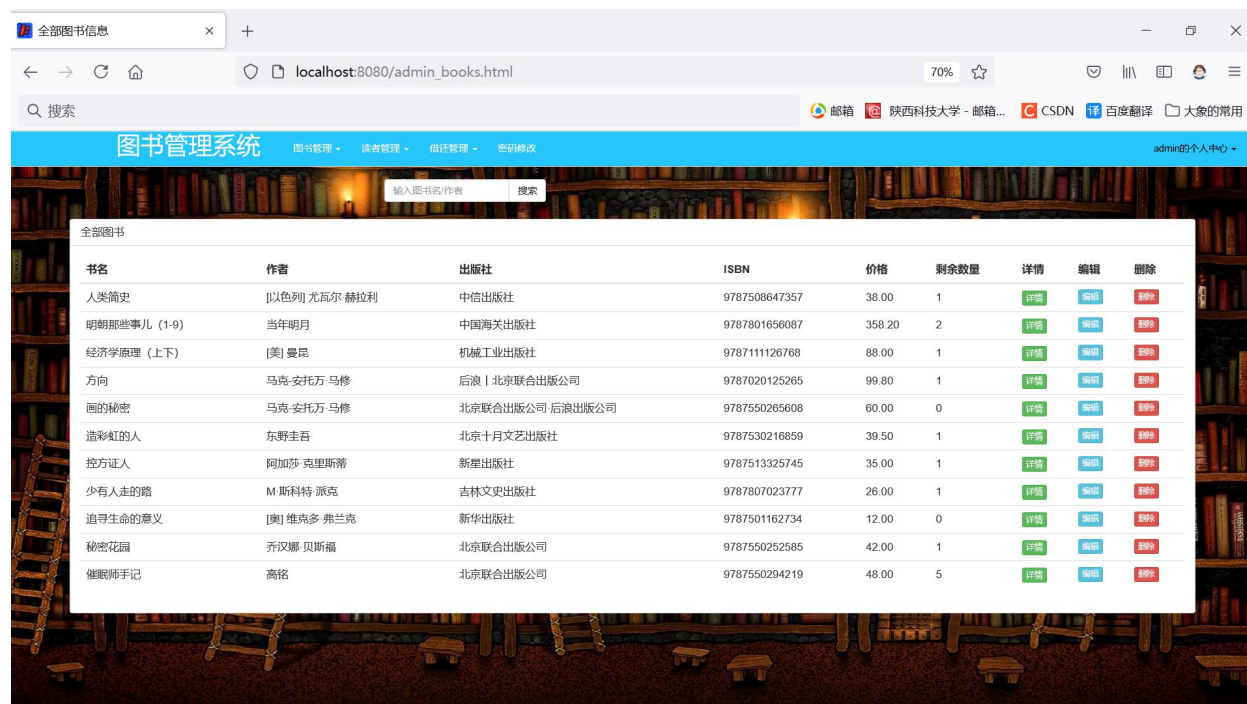 全部图书信息
localhost:8080/admin_books.html 70%
搜索 邮箱 陕西科技大学 - 邮箱... CSDN 百度翻译 大象的常用
图书管理系统 图书管理 读者管理 借还管理 密码修改 admin的个人中心
输入图书名/作者 搜索
全部图书
书名 作者 出版社 ISBN 价格 剩余数量 详情 编辑 删除
人类简史 [以色列] 尤瓦尔·赫拉利 中信出版社 9787508647357 38.00 1 详情 编辑 删除
明朝那些事儿(1-9) 当年明月 中国海关出版社 9787801656087 358.20 2 详情 编辑 删除
经济学原理(上下) [美] 曼昆 机械工业出版社 9787111126768 88.00 1 详情 编辑 删除
方向 马克-安托万·马修 后浪丨北京联合出版公司 9787020125265 99.80 1 详情 编辑 删除
画的秘密 马克-安托万·马修 北京联合出版公司·后浪出版公司 9787550265608 60.00 0 详情 编辑 删除
造彩虹的人 东野圭吾 北京十月文艺出版社 9787530216859 39.50 1 详情 编辑 删除
控方证人 阿加莎·克里斯蒂 新星出版社 9787513325745 35.00 1 详情 编辑 删除
少有人走的路 M·斯科特·派克 吉林文史出版社 9787807023777 26.00 1 详情 编辑 删除
追寻生命的意义 [奥] 维克多·弗兰克 新华出版社 9787501162734 12.00 0 详情 编辑 删除
秘密花园 乔汉娜·贝斯福 北京联合出版公司 9787550252585 42.00 1 详情 编辑 删除
催眠师手记 高铭 北京联合出版公司 9787550294219 48.00 5 详情 编辑 删除